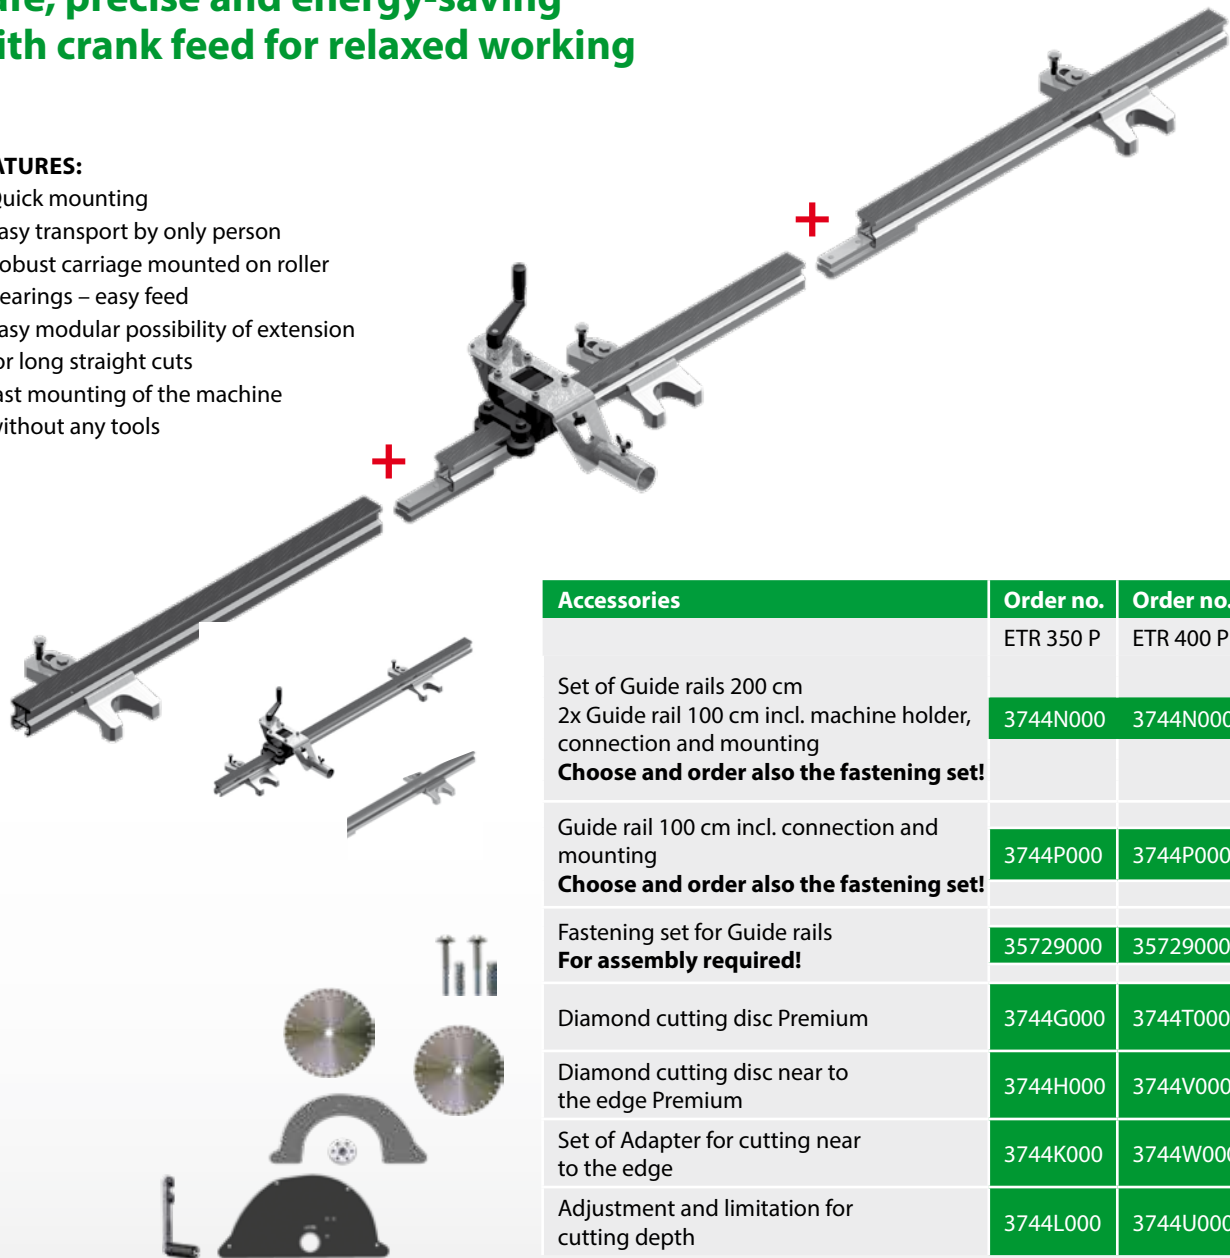 afe, precise and energy-saving
ith crank feed for relaxed working
ATURES:
Quick mounting
asy transport by only person
obust carriage mounted on roller
earings – easy feed
asy modular possibility of extension
or long straight cuts
ast mounting of the machine
without any tools
+
+
Accessories Order no. Order no.
ETR 350 P ETR 400 P
Set of Guide rails 200 cm
2x Guide rail 100 cm incl. machine holder,
connection and mounting
Choose and order also the fastening set!
3744N000 3744N000
Guide rail 100 cm incl. connection and
mounting
Choose and order also the fastening set!
3744P000 3744P000
Fastening set for Guide rails
For assembly required!
35729000 35729000
Diamond cutting disc Premium 3744G000 3744T000
Diamond cutting disc near to
the edge Premium
3744H000 3744V000
Set of Adapter for cutting near
to the edge
3744K000 3744W000
Adjustment and limitation for
cutting depth
3744L000 3744U000